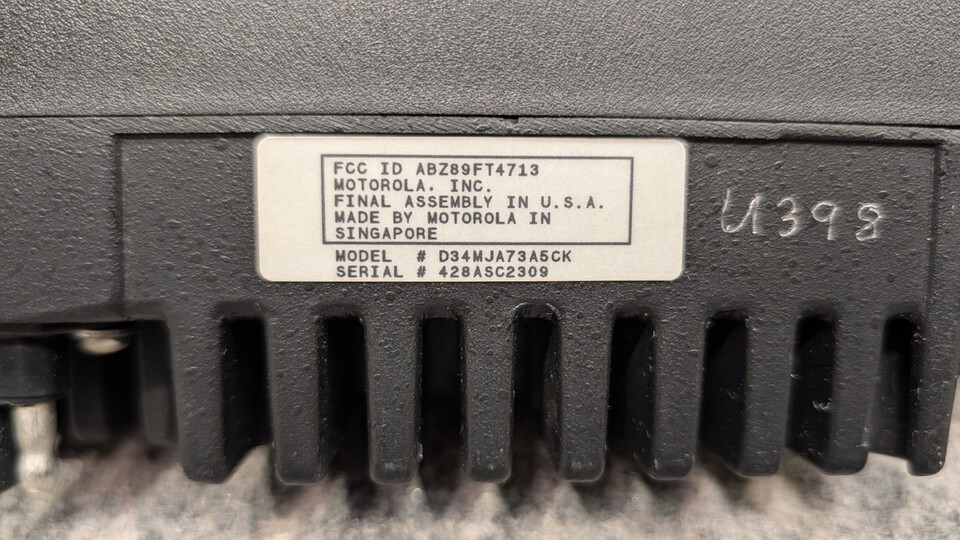 FCC ID ABZ89FT4713
MOTOROLA. INC.
FINAL ASSEMBLY IN U.S.A.
MADE BY MOTOROLA IN
SINGAPORE
MODEL # D34MJA73A5CK
SERIAL # 428ASC2309
U398